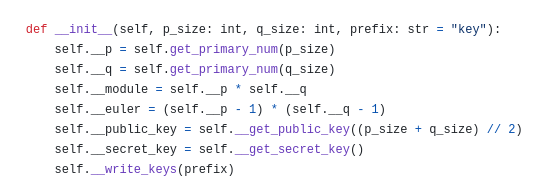 def __init__(self, p_size: int, q_size: int, prefix: str = "key"):
    self.__p = self.get_primary_num(p_size)
    self.__q = self.get_primary_num(q_size)
    self.__module = self.__p * self.__q
    self.__euler = (self.__p - 1) * (self.__q - 1)
    self.__public_key = self.__get_public_key((p_size + q_size) // 2)
    self.__secret_key = self.__get_secret_key()
    self.__write_keys(prefix)